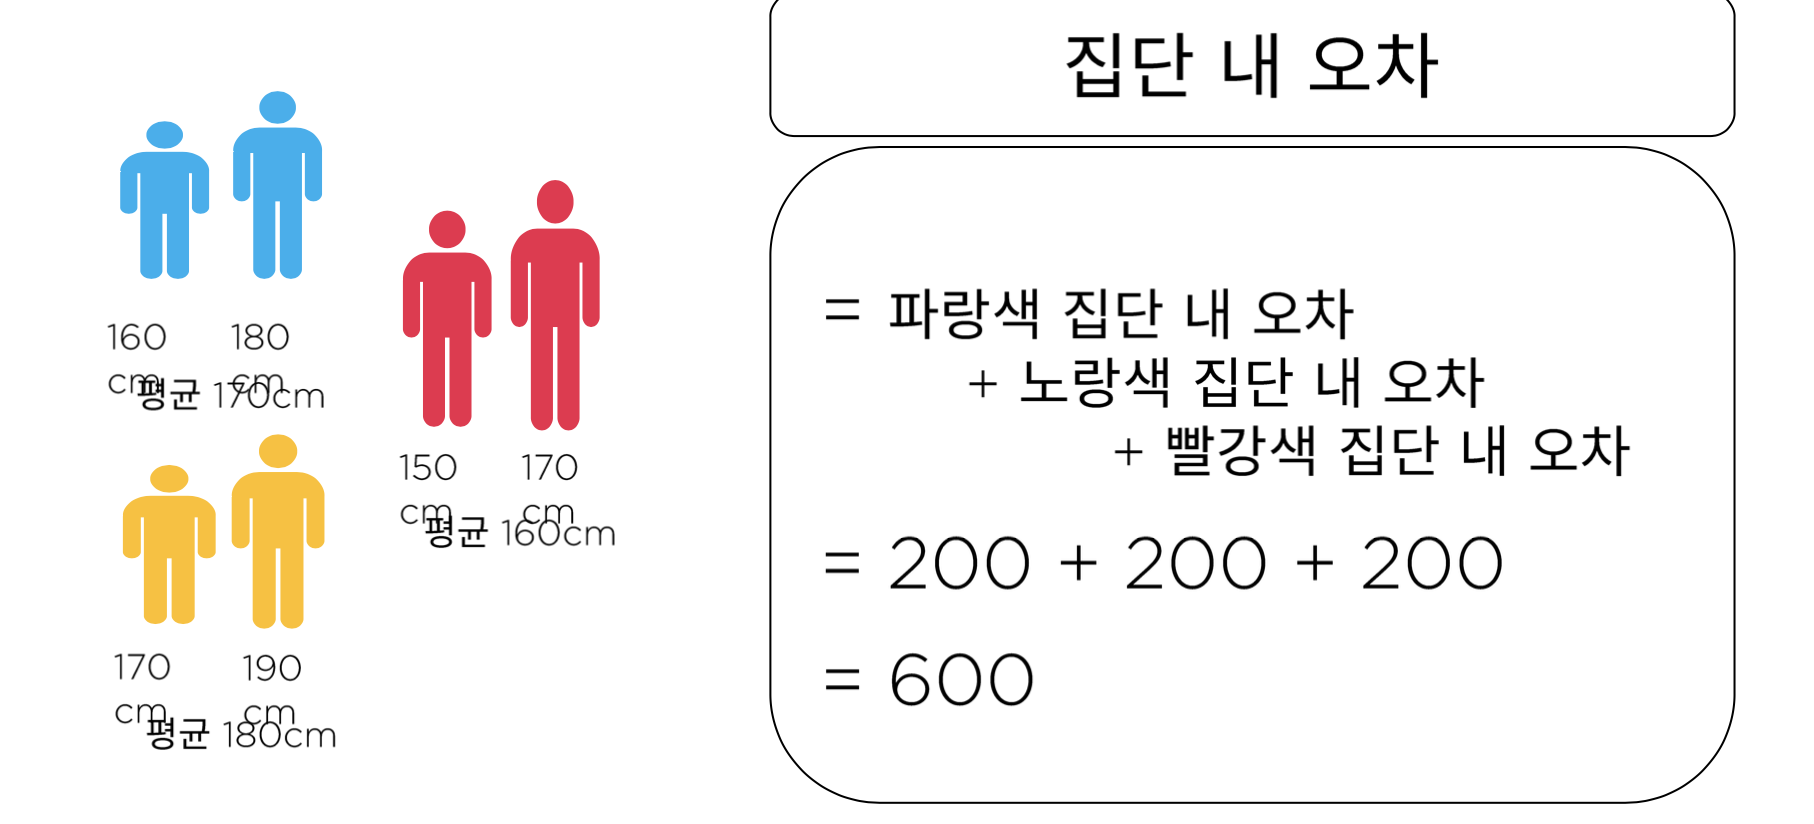 집단 내 오차
160 cm
180 cm
평균 170cm
150 cm
170 cm
평균 160cm
170 cm
190 cm
평균 180cm
= 파랑색 집단 내 오차
+ 노랑색 집단 내 오차
+ 빨강색 집단 내 오차
= 200 + 200 + 200
= 600